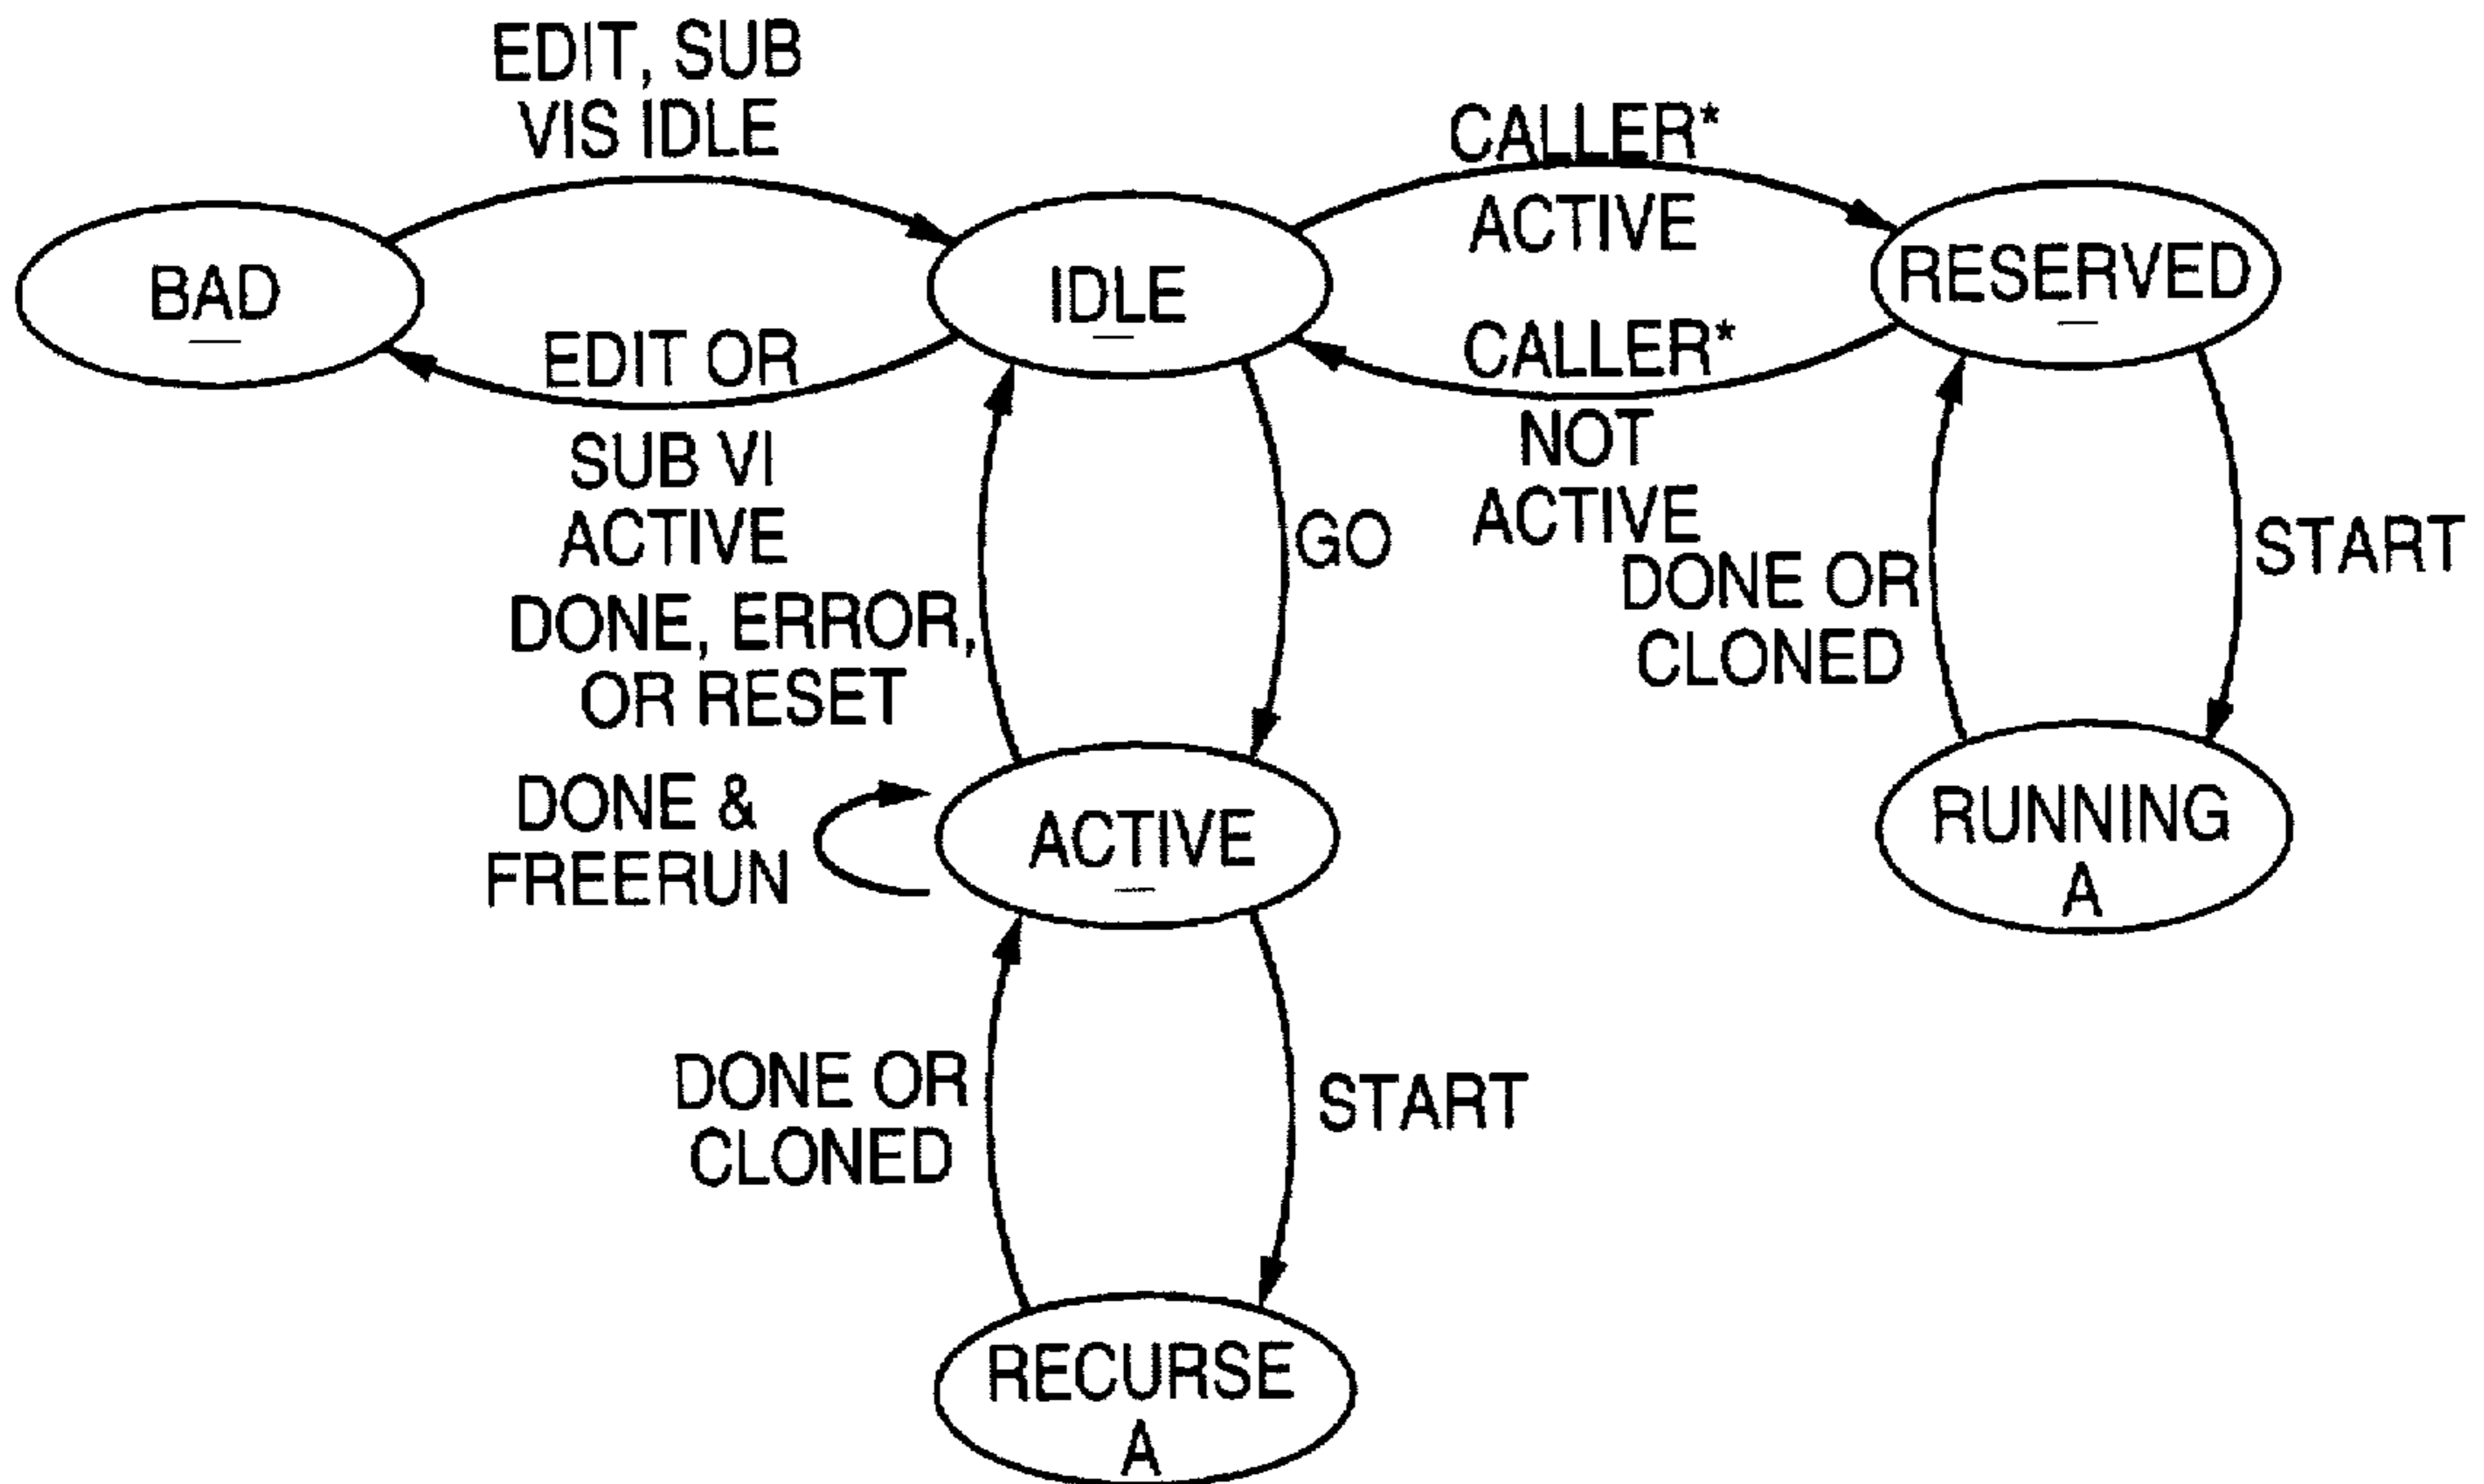 EDIT, SUB
VIS IDLE
CALLER*
ACTIVE
BAD
IDLE
RESERVED
EDIT OR
SUB VI
ACTIVE
CALLER*
NOT
ACTIVE
GO
START
DONE, ERROR,
OR RESET
DONE OR
CLONED
DONE &
FREERUN
ACTIVE
RUNNING
A
DONE OR
CLONED
START
RECURSE
A